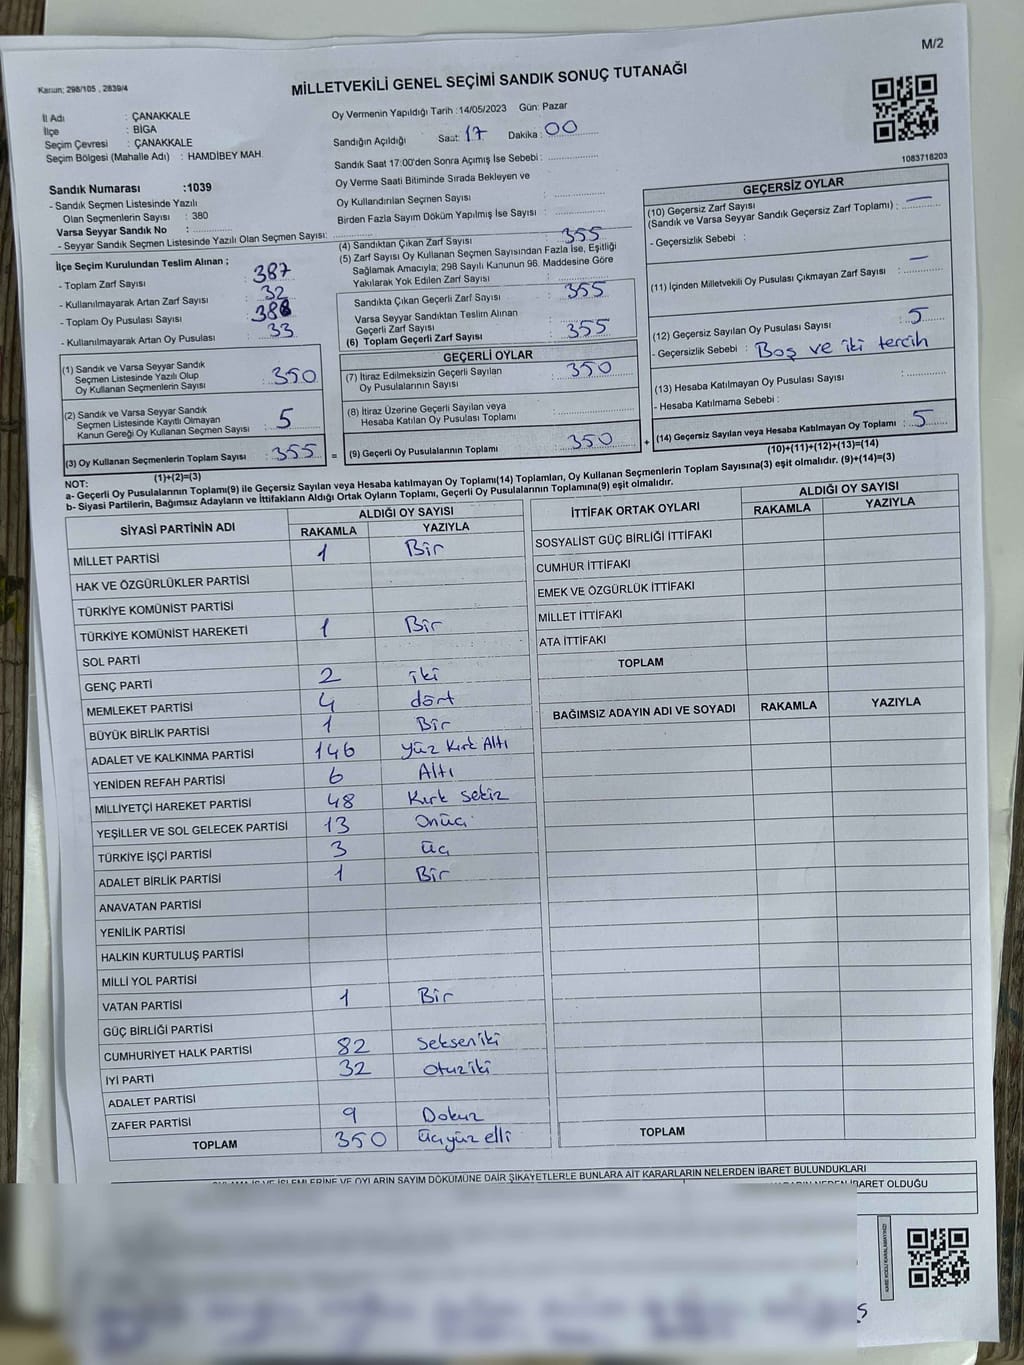 M/2
Kanun; 298/105 , 2839/4
MİLLETVEKİLİ GENEL SEÇİMİ SANDIK SONUÇ TUTANAĞI
İl Adı : ÇANAKKALE
İlçe : BİGA
Seçim Çevresi : ÇANAKKALE
Seçim Bölgesi (Mahalle Adı) : HAMDİBEY MAH.
Sandık Numarası :1039
- Sandık Seçmen Listesinde Yazılı
Olan Seçmenlerin Sayısı : 380
Varsa Seyyar Sandık No :
- Seyyar Sandık Seçmen Listesinde Yazılı Olan Seçmen Sayısı:
Oy Vermenin Yapıldığı Tarih : 14/05/2023 Gün: Pazar
Sandığın Açıldığı Saat: 17 Dakika : 00
Sandık Saat 17:00'den Sonra Açımış İse Sebebi :
Oy Verme Saati Bitiminde Sırada Bekleyen ve
Oy Kullandırılan Seçmen Sayısı :
Birden Fazla Sayım Döküm Yapılmış İse Sayısı :
1083718203
İlçe Seçim Kurulundan Teslim Alınan ;
- Toplam Zarf Sayısı : 387
- Kullanılmayarak Artan Zarf Sayısı : 32
- Toplam Oy Pusulası Sayısı : 388
- Kullanılmayarak Artan Oy Pusulası : 33
(1) Sandık ve Varsa Seyyar Sandık
Seçmen Listesinde Yazılı Olup
Oy Kullanan Seçmenlerin Sayısı : 350
(2) Sandık ve Varsa Seyyar Sandık
Seçmen Listesinde Kayıtlı Olmayan
Kanun Gereği Oy Kullanan Seçmen Sayısı : 5
(3) Oy Kullanan Seçmenlerin Toplam Sayısı : 355
(1)+(2)=(3)
(4) Sandıktan Çıkan Zarf Sayısı : 355
(5) Zarf Sayısı Oy Kullanan Seçmen Sayısından Fazla İse, Eşitliği
Sağlamak Amacıyla; 298 Sayılı Kanunun 98. Maddesine Göre
Yakılarak Yok Edilen Zarf Sayısı :
Sandıkta Çıkan Geçerli Zarf Sayısı : 355
Varsa Seyyar Sandıktan Teslim Alınan
Geçerli Zarf Sayısı :
(6) Toplam Geçerli Zarf Sayısı : 355
GEÇERLİ OYLAR
(7) İtiraz Edilmeksizin Geçerli Sayılan
Oy Pusulalarının Sayısı : 350
(8) İtiraz Üzerine Geçerli Sayılan veya
Hesaba Katılan Oy Pusulası Toplamı :
= (9) Geçerli Oy Pusulalarının Toplamı : 350 +
GEÇERSİZ OYLAR
(10) Geçersiz Zarf Sayısı
(Sandık ve Varsa Seyyar Sandık Geçersiz Zarf Toplamı) : —
- Geçersizlik Sebebi :
(11) İçinden Milletvekili Oy Pusulası Çıkmayan Zarf Sayısı : —
(12) Geçersiz Sayılan Oy Pusulası Sayısı : 5
- Geçersizlik Sebebi : Boş ve iki tercih
(13) Hesaba Katılmayan Oy Pusulası Sayısı :
- Hesaba Katılmama Sebebi :
(14) Geçersiz Sayılan veya Hesaba Katılmayan Oy Toplamı : 5
(10)+(11)+(12)+(13)=(14)
NOT:
a- Geçerli Oy Pusulalarının Toplamı(9) ile Geçersiz Sayılan veya Hesaba katılmayan Oy Toplamı(14) Toplamları, Oy Kullanan Seçmenlerin Toplam Sayısına(3) eşit olmalıdır. (9)+(14)=(3)
b- Siyasi Partilerin, Bağımsız Adayların ve İttifakların Aldığı Ortak Oyların Toplamı, Geçerli Oy Pusulalarının Toplamına(9) eşit olmalıdır.
SİYASİ PARTİNİN ADI ALDIĞI OY SAYISI
RAKAMLA YAZIYLA
MİLLET PARTİSİ 1 Bir
HAK VE ÖZGÜRLÜKLER PARTİSİ
TÜRKİYE KOMÜNİST PARTİSİ
TÜRKİYE KOMÜNİST HAREKETİ 1 Bir
SOL PARTİ
GENÇ PARTİ 2 iki
MEMLEKET PARTİSİ 4 dört
BÜYÜK BİRLİK PARTİSİ 1 Bir
ADALET VE KALKINMA PARTİSİ 146 yüz Kırk Altı
YENİDEN REFAH PARTİSİ 6 Altı
MİLLİYETÇİ HAREKET PARTİSİ 48 Kırk sekiz
YEŞİLLER VE SOL GELECEK PARTİSİ 13 Onüç
TÜRKİYE İŞÇİ PARTİSİ 3 üç
ADALET BİRLİK PARTİSİ 1 Bir
ANAVATAN PARTİSİ
YENİLİK PARTİSİ
HALKIN KURTULUŞ PARTİSİ
MİLLİ YOL PARTİSİ
VATAN PARTİSİ 1 Bir
GÜÇ BİRLİĞİ PARTİSİ
CUMHURİYET HALK PARTİSİ 82 Seksen iki
İYİ PARTİ 32 Otuz iki
ADALET PARTİSİ
ZAFER PARTİSİ 9 Dokuz
TOPLAM 350 üçyüz elli
İTTİFAK ORTAK OYLARI ALDIĞI OY SAYISI
RAKAMLA YAZIYLA
SOSYALİST GÜÇ BİRLİĞİ İTTİFAKI
CUMHUR İTTİFAKI
EMEK VE ÖZGÜRLÜK İTTİFAKI
MİLLET İTTİFAKI
ATA İTTİFAKI
TOPLAM
BAĞIMSIZ ADAYIN ADI VE SOYADI RAKAMLA YAZIYLA
TOPLAM
VE OYLARIN SAYIM DÖKÜMÜNE DAİR ŞİKAYETLERLE BUNLARA AİT KARARLARIN NELERDEN İBARET BULUNDUKLARI
İBARET OLDUĞU